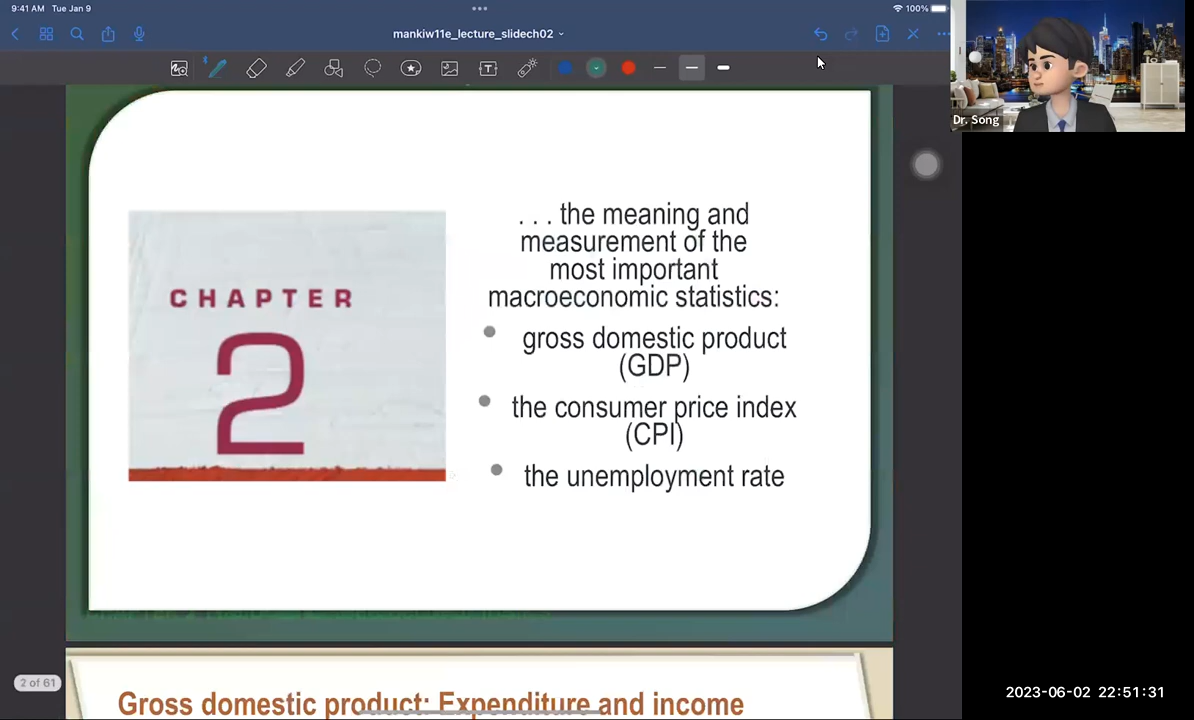 9:41 AM Tue Jan 9
100%
mankiw11e_lecture_slidech02
Dr. Song
CHAPTER
2
. . . the meaning and
measurement of the
most important
macroeconomic statistics:
• gross domestic product
(GDP)
• the consumer price index
(CPI)
• the unemployment rate
2 of 61
Gross domestic product: Expenditure and income
2023-06-02 22:51:31